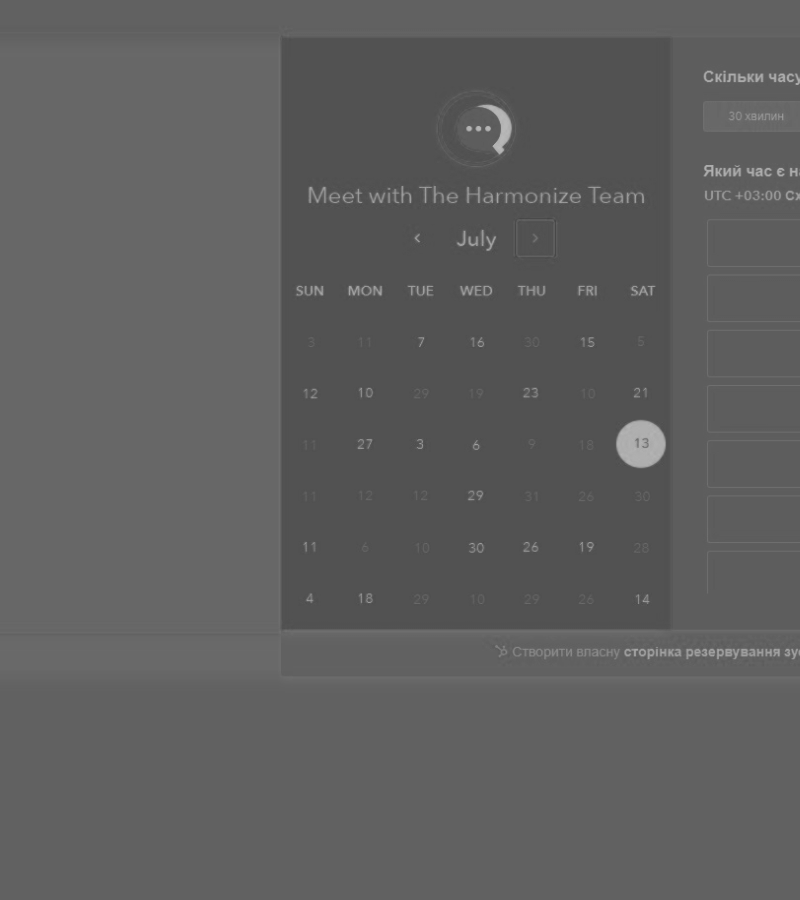 Meet with The Harmonize Team
July
SUN MON TUE WED THU FRI SAT
3 11 7 16 30 15 5
12 10 29 19 23 10 21
11 27 3 6 9 18 13
11 12 12 29 31 26 30
11 6 10 30 26 19 28
4 18 29 10 29 26 14
Скільки часу
30 хвилин
Який час є
UTC +03:00
Створити власну сторінка резервування